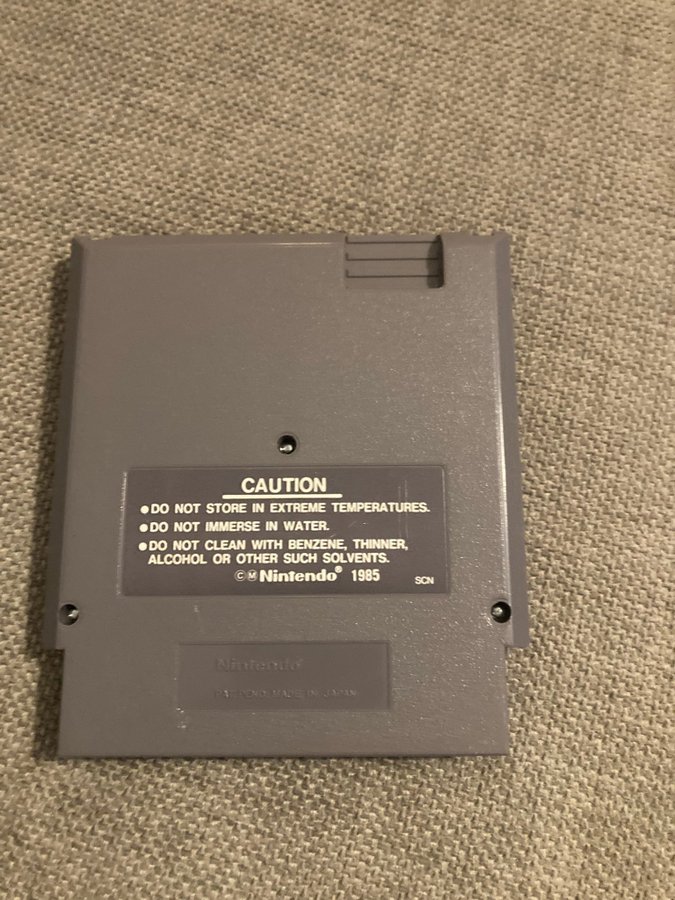 CAUTION
●DO NOT STORE IN EXTREME TEMPERATURES.
●DO NOT IMMERSE IN WATER.
●DO NOT CLEAN WITH BENZENE, THINNER,
ALCOHOL OR OTHER SUCH SOLVENTS.
©Ⓜ Nintendo® 1985 SCN
Nintendo
PAT.PEND. MADE IN JAPAN